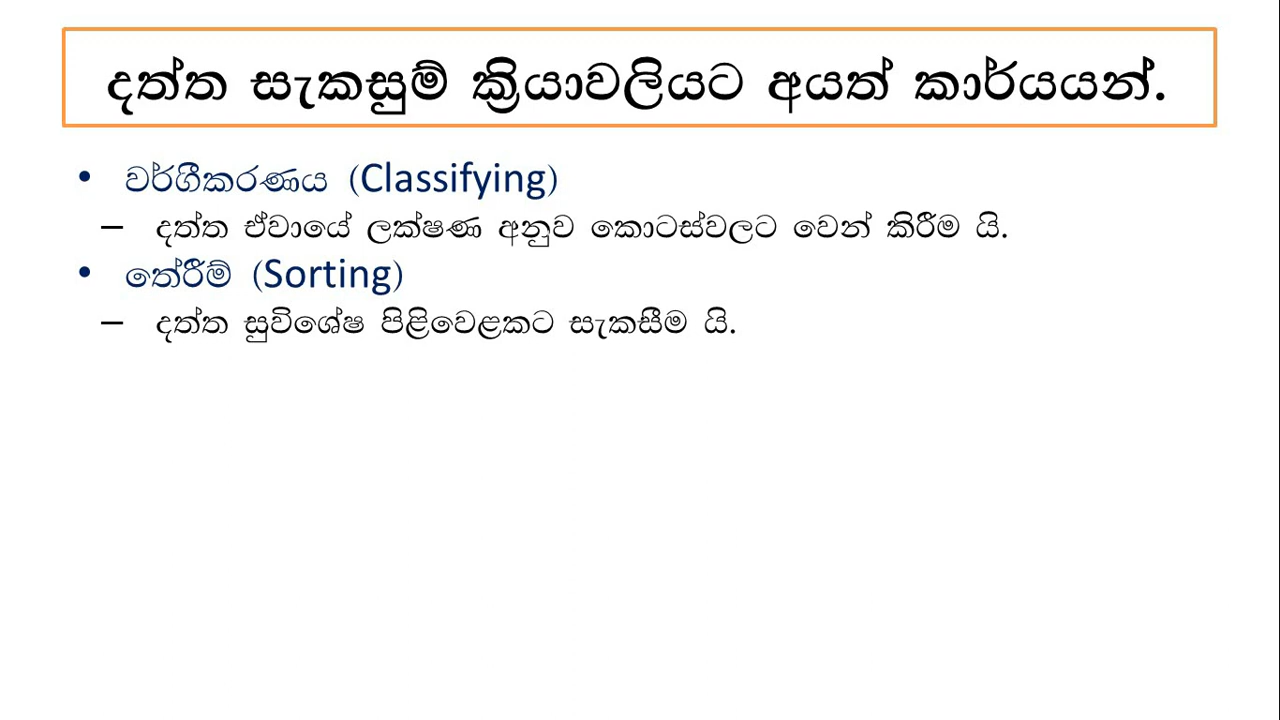 දත්ත සැකසුම් ක්‍රියාවලියට අයත් කාර්යයන්.
• වර්ගීකරණය (Classifying)
– දත්ත ඒවායේ ලක්ෂණ අනුව කොටස්වලට වෙන් කිරීම යි.
• තේරීම් (Sorting)
– දත්ත සුවිශේෂ පිළිවෙළකට සැකසීම යි.